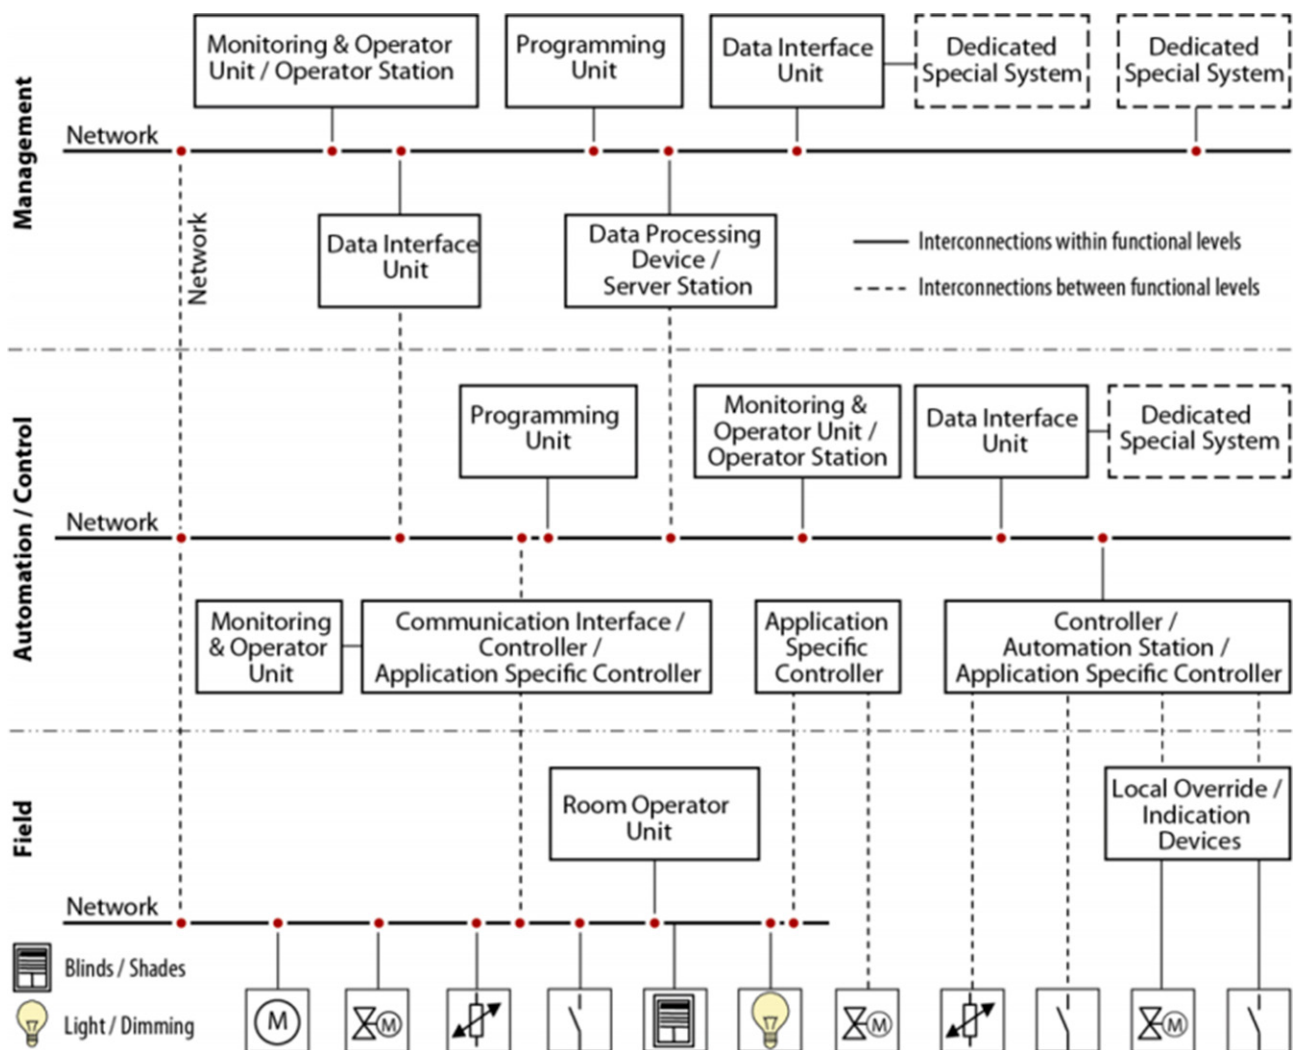 Management
Monitoring & Operator
Unit / Operator Station
Programming
Unit
Data Interface
Unit
Dedicated
Special System
Dedicated
Special System
Network
Network
Data Interface
Unit
Data Processing
Device /
Server Station
Interconnections within functional levels
Interconnections between functional levels
Automation / Control
Programming
Unit
Monitoring &
Operator Unit /
Operator Station
Data Interface
Unit
Dedicated
Special System
Network
Monitoring
& Operator
Unit
Communication Interface /
Controller /
Application Specific Controller
Application
Specific
Controller
Controller /
Automation Station /
Application Specific Controller
Field
Room Operator
Unit
Local Override /
Indication
Devices
Network
Blinds / Shades
Light / Dimming
M
M
M
M